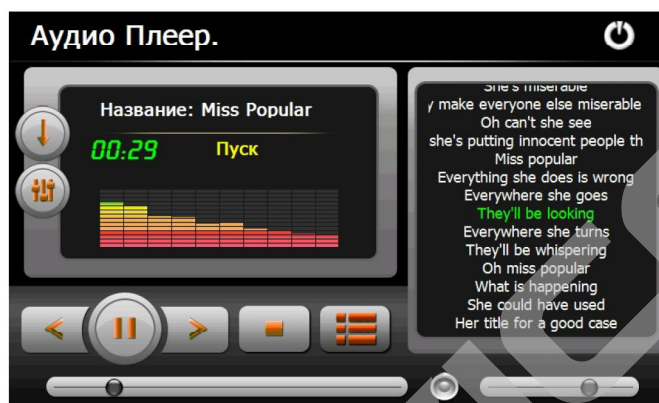 Аудио Плеер.
Название: Miss Popular
00:29 Пуск
She's miserable
y make everyone else miserable
Oh can't she see
she's putting innocent people th
Miss popular
Everything she does is wrong
Everywhere she goes
They'll be looking
Everywhere she turns
They'll be whispering
Oh miss popular
What is happening
She could have used
Her title for a good case